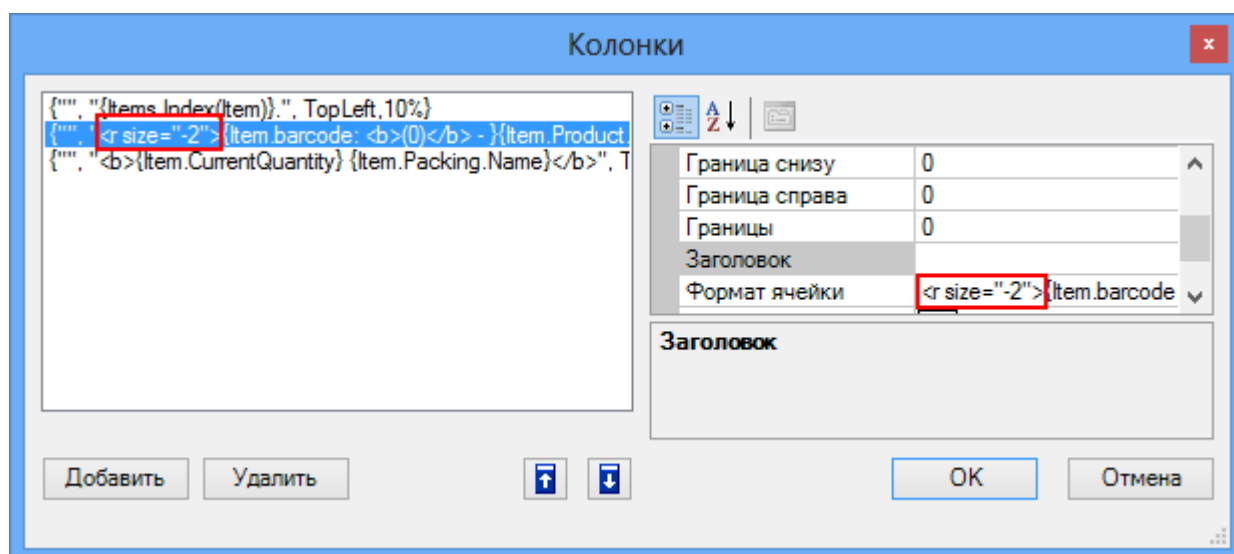 Колонки
x
{"", "{Items.Index(Item)}.", TopLeft,10%}
{"", "<r size="-2">{Item.barcode: <b>(0)</b> - }{Item.Product.
{"", "<b>{Item.CurrentQuantity} {Item.Packing.Name}</b>", T
A
Z
Граница снизу 0
Граница справа 0
Границы 0
Заголовок
Формат ячейки <r size="-2">{Item.barcode
Заголовок
Добавить
Удалить
OK
Отмена